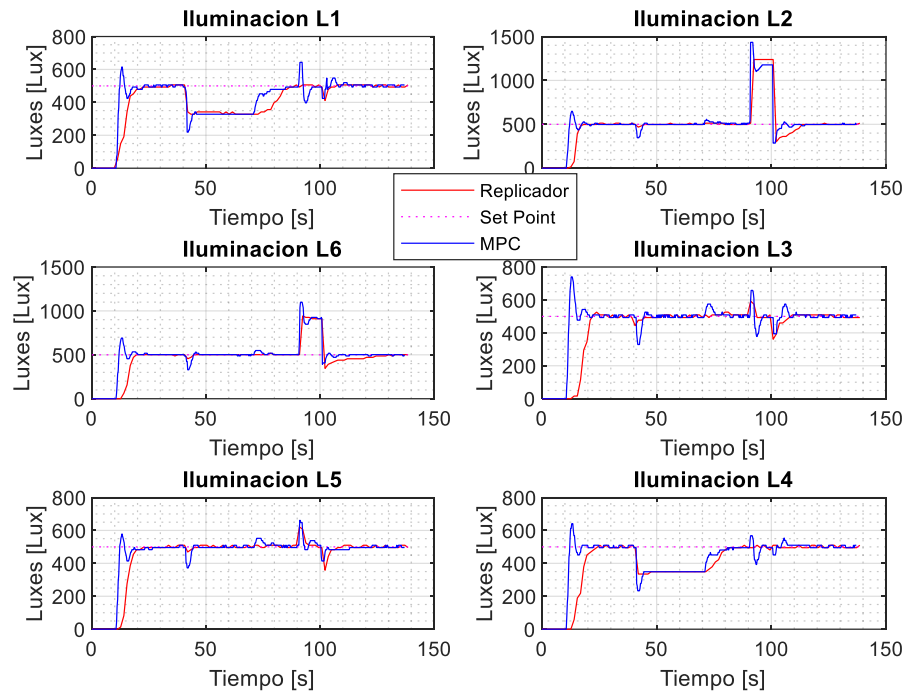 Iluminacion L1
Luxes [Lux]
800
600
400
200
0
0 50 100 150
Tiempo [s]
Iluminacion L2
Luxes [Lux]
1500
1000
500
0
0 50 100 150
Tiempo [s]
Replicador
Set Point
MPC
Iluminacion L6
Luxes [Lux]
1500
1000
500
0
0 50 100 150
Tiempo [s]
Iluminacion L3
Luxes [Lux]
800
600
400
200
0
0 50 100 150
Tiempo [s]
Iluminacion L5
Luxes [Lux]
800
600
400
200
0
0 50 100 150
Tiempo [s]
Iluminacion L4
Luxes [Lux]
800
600
400
200
0
0 50 100 150
Tiempo [s]